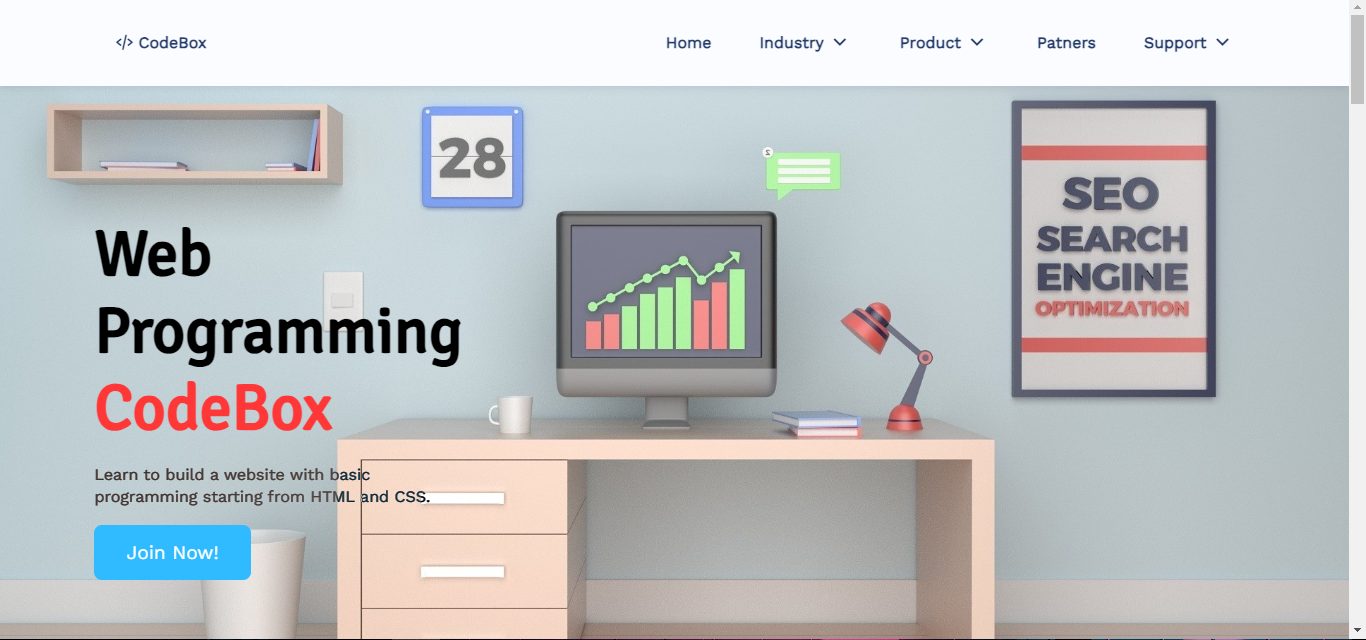 </> CodeBox
Home
Industry
Product
Patners
Support
28
2
SEO
SEARCH
ENGINE
OPTIMIZATION
Web
Programming
CodeBox
Learn to build a website with basic
programming starting from HTML and CSS.
Join Now!